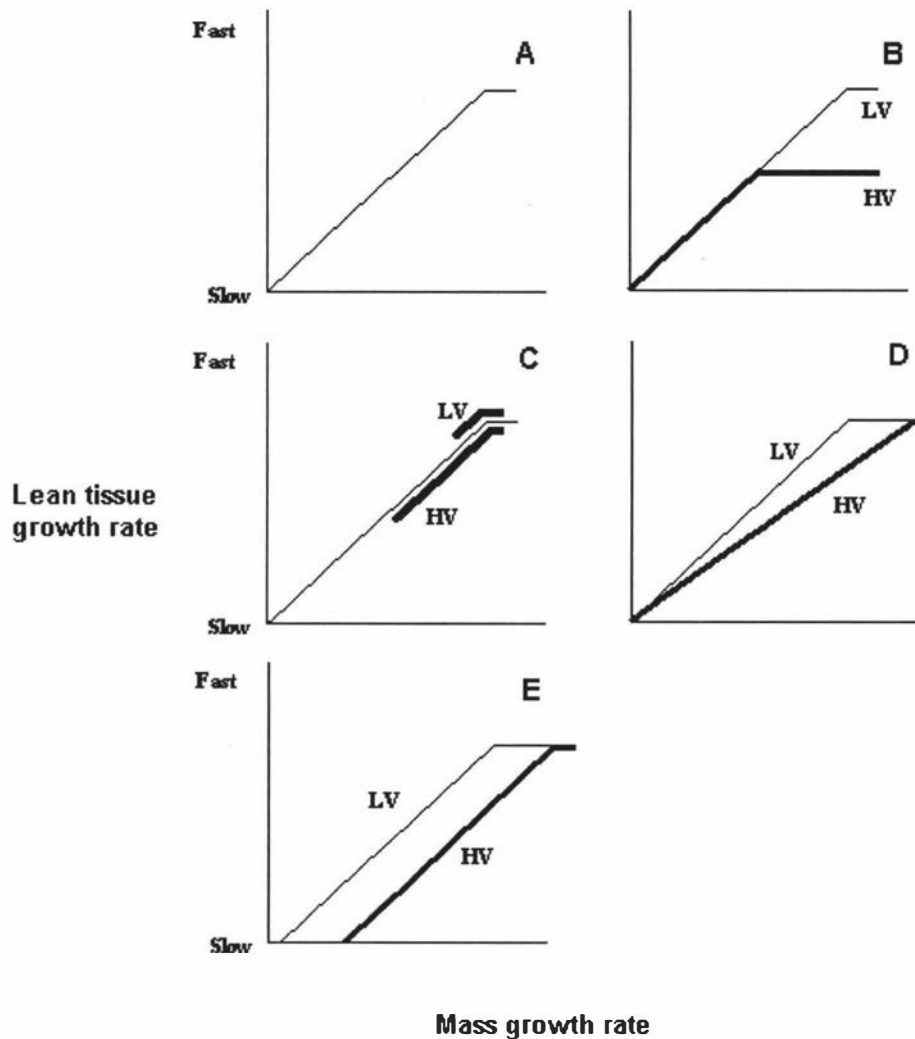 Fast
A
Slow
B
LV
HV
Fast
C
LV
HV
Slow
D
LV
HV
Lean tissue
growth rate
Fast
E
LV
HV
Slow
Mass growth rate